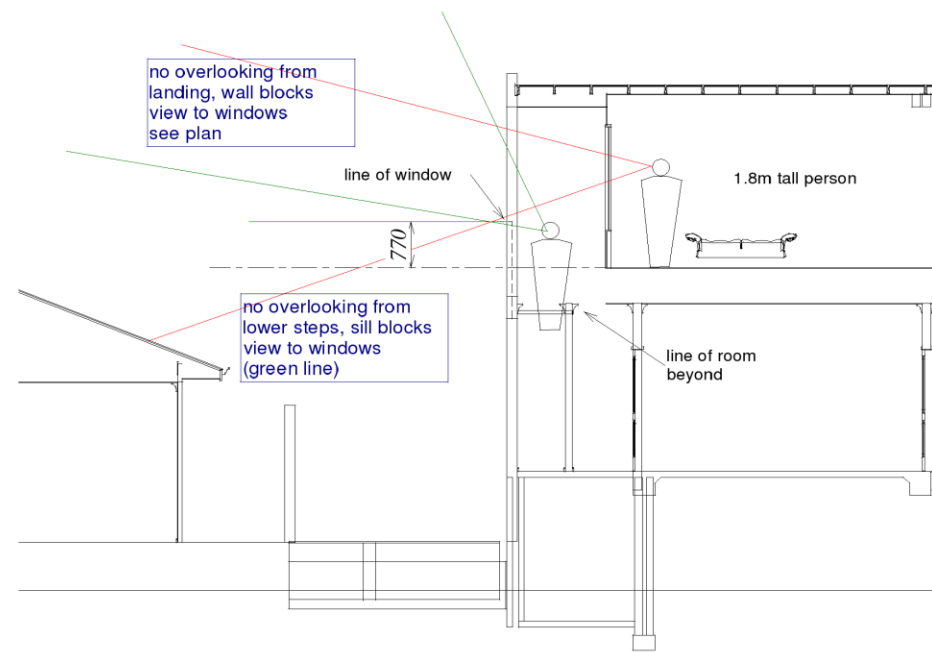 no overlooking from
landing, wall blocks
view to windows
see plan
line of window
1.8m tall person
770
no overlooking from
lower steps, sill blocks
view to windows
(green line)
line of room
beyond